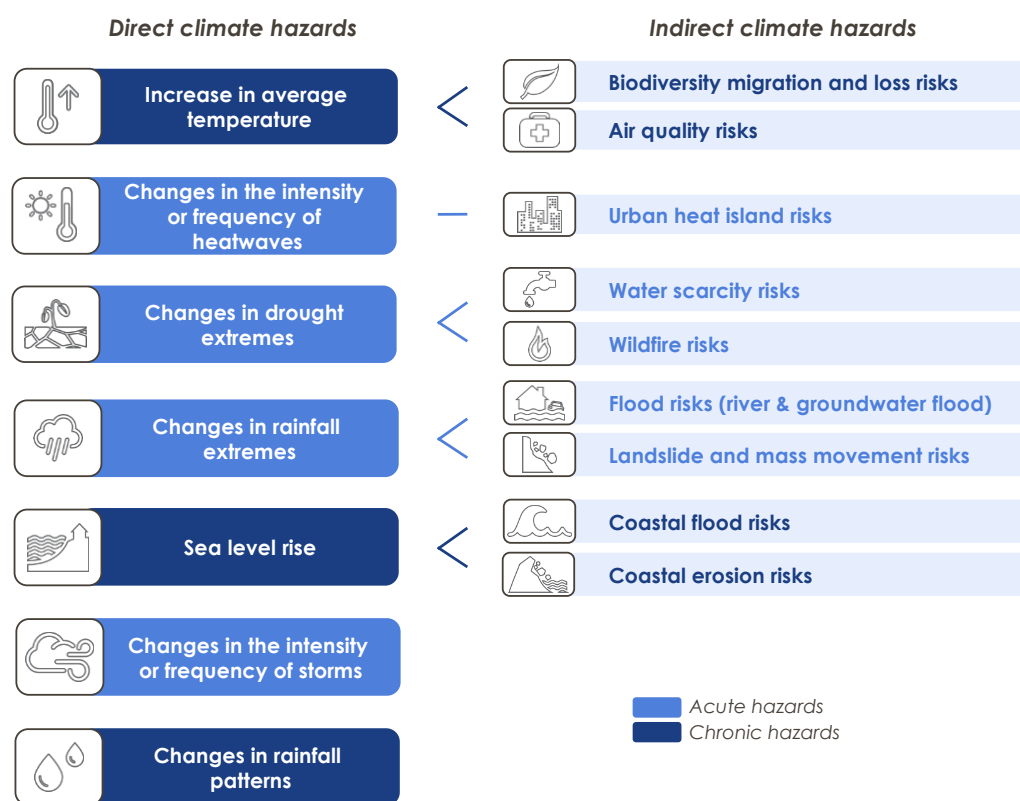 Direct climate hazards
Indirect climate hazards
Increase in average
temperature
Biodiversity migration and loss risks
Air quality risks
Changes in the intensity
or frequency of
heatwaves
Urban heat island risks
Changes in drought
extremes
Water scarcity risks
Wildfire risks
Changes in rainfall
extremes
Flood risks (river & groundwater flood)
Landslide and mass movement risks
Sea level rise
Coastal flood risks
Coastal erosion risks
Changes in the intensity
or frequency of storms
Acute hazards
Chronic hazards
Changes in rainfall
patterns